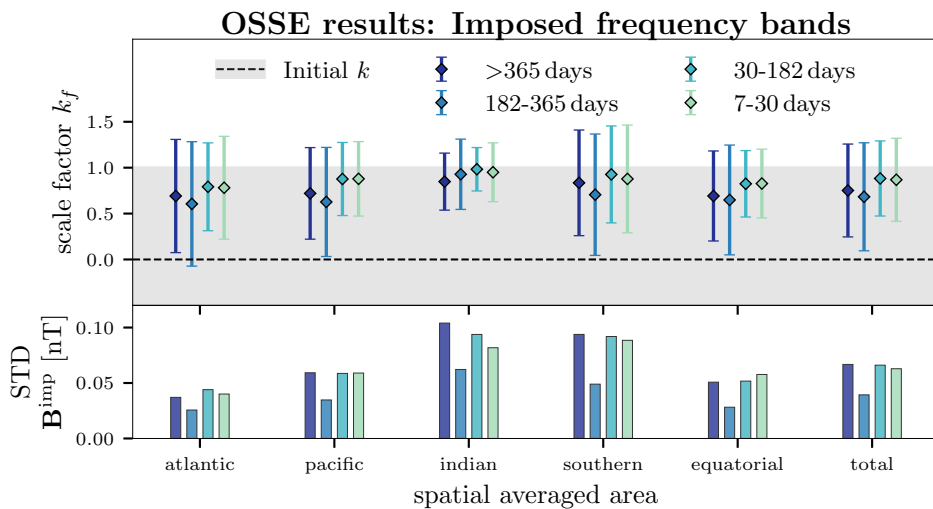 OSSE results: Imposed frequency bands
Initial k
>365 days
182-365 days
30-182 days
7-30 days
scale factor k_f
1.5
1.0
0.5
0.0
STD
B^imp [nT]
0.10
0.05
0.00
atlantic pacific indian southern equatorial total
spatial averaged area